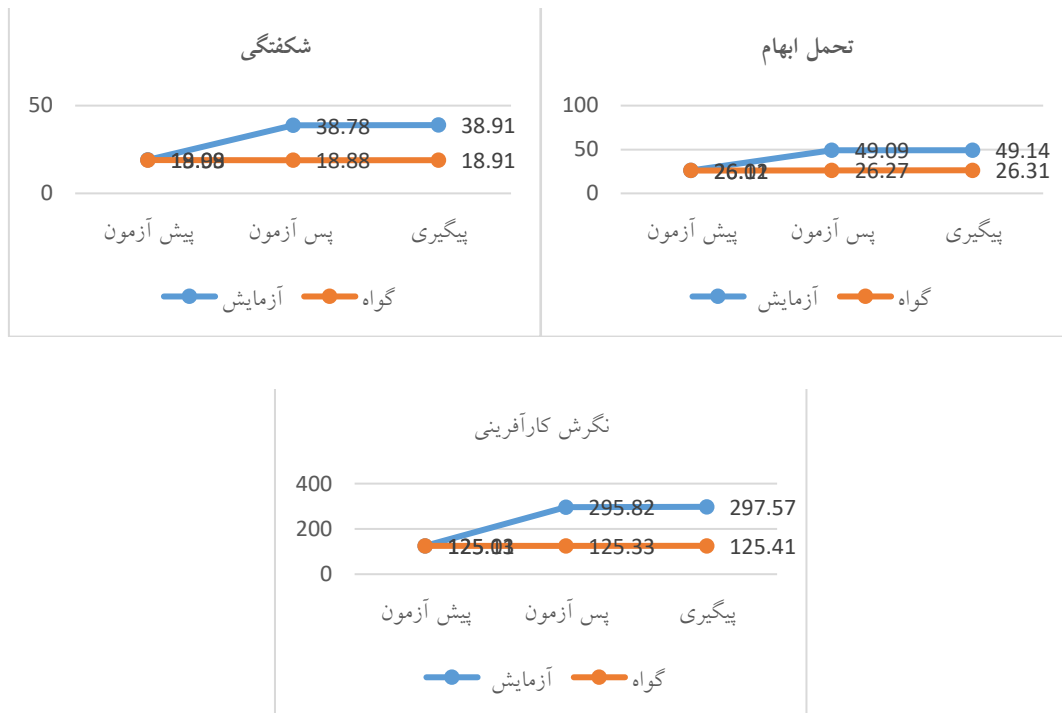 شکفتگی
50
0
38.78
38.91
18.88
18.91
پیش آزمون
پس آزمون
پیگیری
آزمایش
گواه
تحمل ابهام
100
50
0
49.09
49.14
26.27
26.31
پیش آزمون
پس آزمون
پیگیری
آزمایش
گواه
نگرش کارآفرینی
400
200
0
295.82
297.57
125.33
125.41
پیش آزمون
پس آزمون
پیگیری
آزمایش
گواه